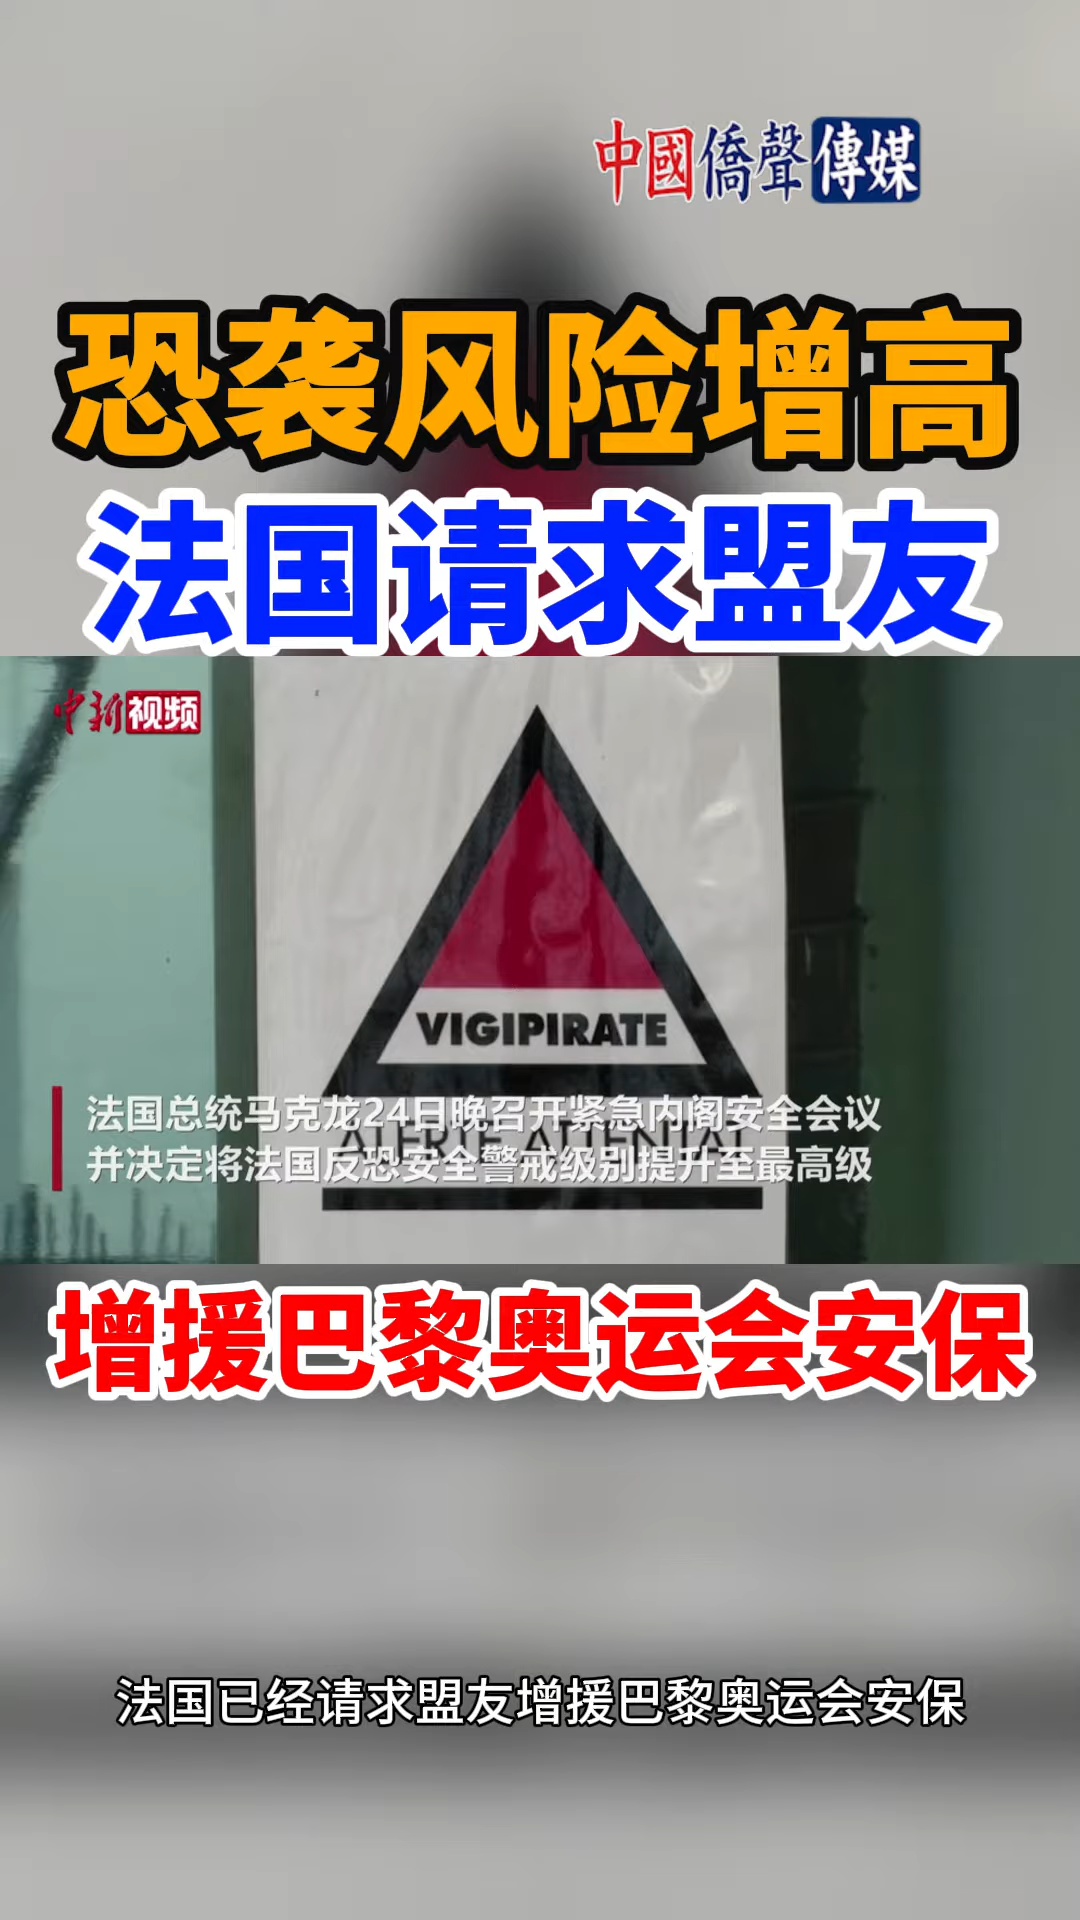 中國僑聲傳媒
恐袭风险增高
法国请求盟友
中新视频
VIGIPIRATE
法国总统马克龙24日晚召开紧急内阁安全会议
ALERTE ATTENTAT
并决定将法国反恐安全警戒级别提升至最高级
增援巴黎奥运会安保
法国已经请求盟友增援巴黎奥运会安保